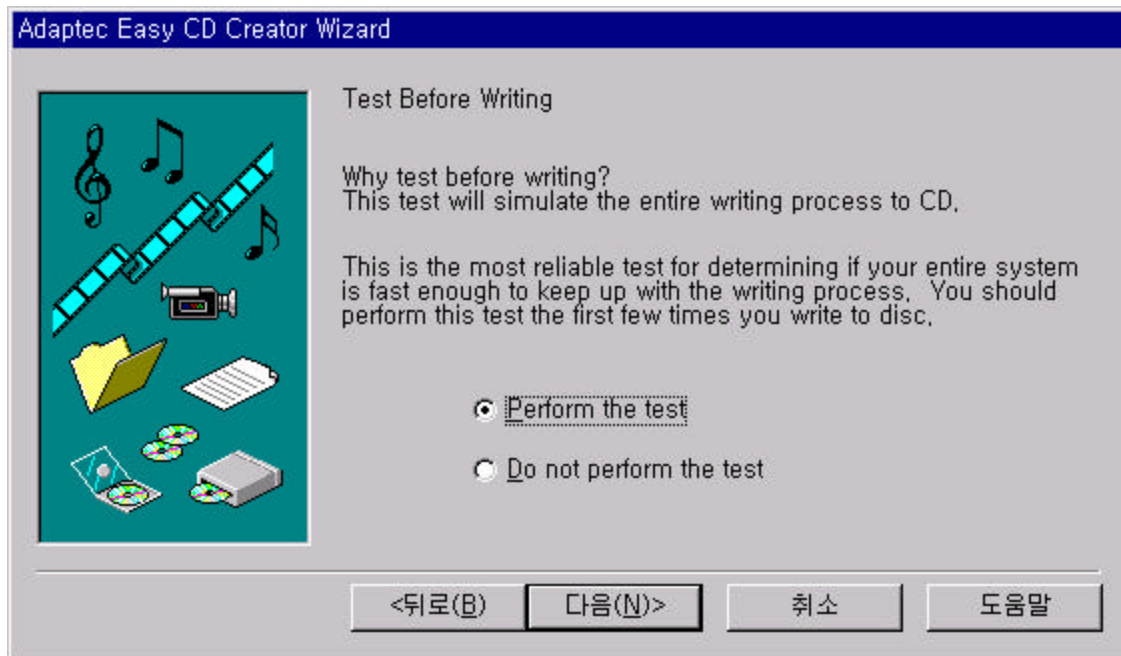 Adaptec Easy CD Creator Wizard
Test Before Writing
Why test before writing?
This test will simulate the entire writing process to CD,
This is the most reliable test for determining if your entire system
is fast enough to keep up with the writing process,  You should
perform this test the first few times you write to disc,
Perform the test
Do not perform the test
<뒤로(B) 다음(N)> 취소 도움말